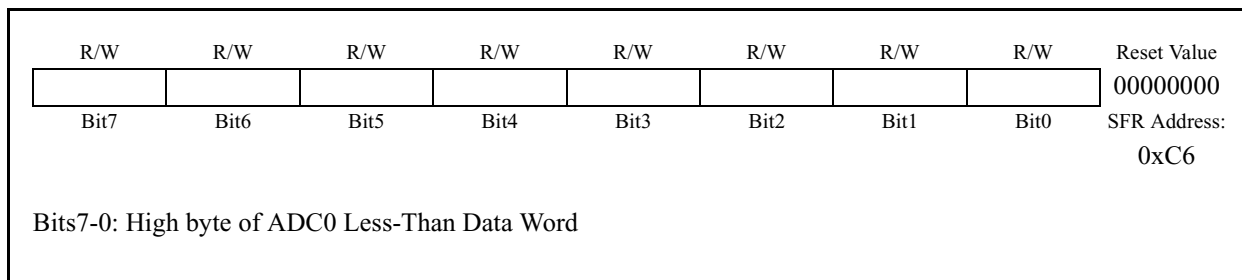 R/W R/W R/W R/W R/W R/W R/W R/W Reset Value
00000000
Bit7 Bit6 Bit5 Bit4 Bit3 Bit2 Bit1 Bit0 SFR Address:
0xC6
Bits7-0: High byte of ADC0 Less-Than Data Word